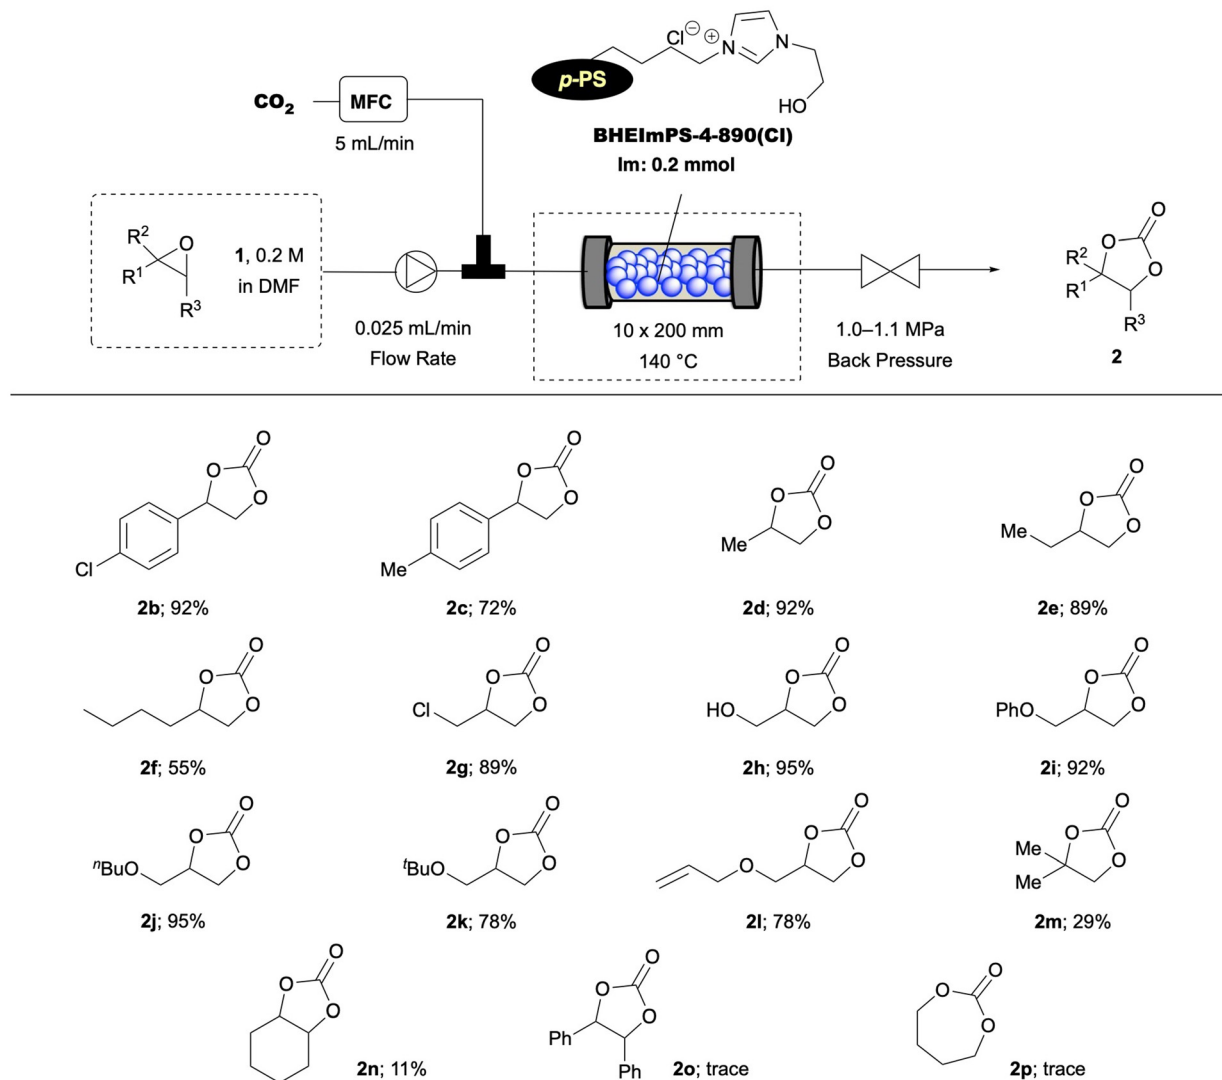 Cl⊖ ⊕ N N
p-PS
HO
CO₂ MFC
5 mL/min
BHEImPS-4-890(Cl)
Im: 0.2 mmol
R² O
R¹
R³
1, 0.2 M
in DMF
0.025 mL/min
Flow Rate
10 x 200 mm
140 °C
1.0–1.1 MPa
Back Pressure
O
R² O
R¹ O
R³
2
O O O Cl
2b; 92%
O O O Me
2c; 72%
O O O Me
2d; 92%
O O O Me
2e; 89%
O O O
2f; 55%
O O O Cl
2g; 89%
O O O HO
2h; 95%
O O O PhO
2i; 92%
O O O ⁿBuO
2j; 95%
O O O ᵗBuO
2k; 78%
O O O O
2l; 78%
O O O Me Me
2m; 29%
O O O
2n; 11%
O O O Ph Ph
2o; trace
O O O
2p; trace